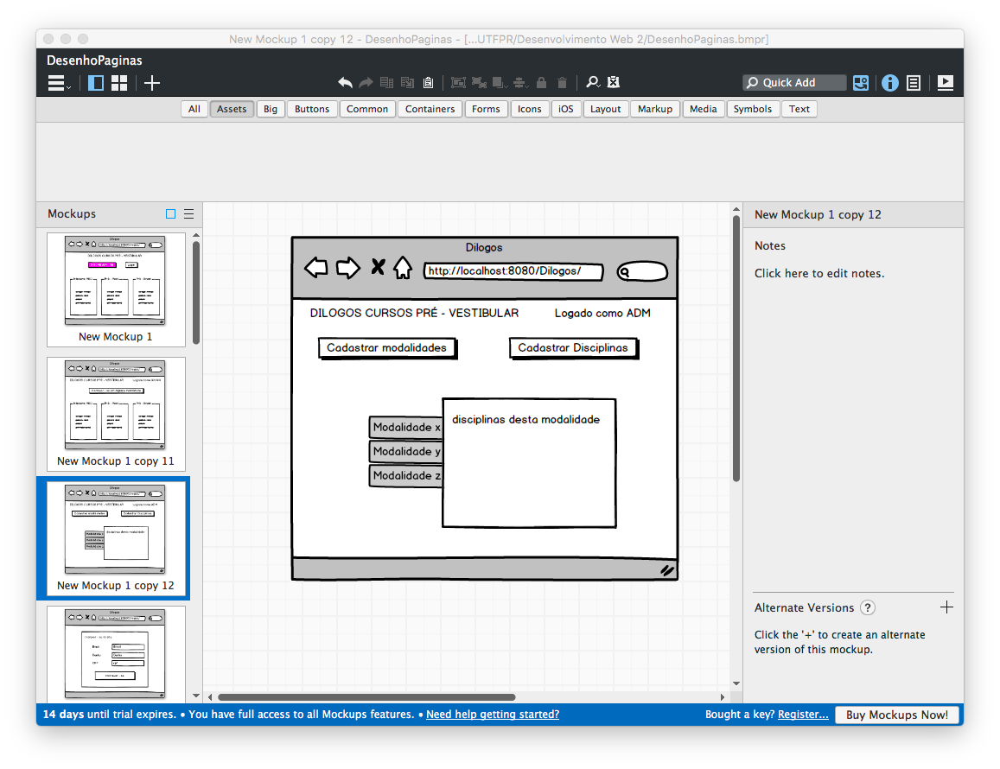 New Mockup 1 copy 12 - DesenhoPaginas - [...UTFPR/Desenvolvimento Web 2/DesenhoPaginas.bmpr]
DesenhoPaginas
Quick Add
All Assets Big Buttons Common Containers Forms Icons iOS Layout Markup Media Symbols Text
Mockups
New Mockup 1
New Mockup 1 copy 11
New Mockup 1 copy 12
Dilogos
http://localhost:8080/Dilogos/
DILOGOS CURSOS PRÉ - VESTIBULAR Logado como ADM
Cadastrar modalidades Cadastrar Disciplinas
disciplinas desta modalidade
Modalidade x
Modalidade y
Modalidade z
New Mockup 1 copy 12
Notes
Click here to edit notes.
Alternate Versions ?
Click the '+' to create an alternate
version of this mockup.
14 days until trial expires. • You have full access to all Mockups features. • Need help getting started?
Bought a key? Register... Buy Mockups Now!